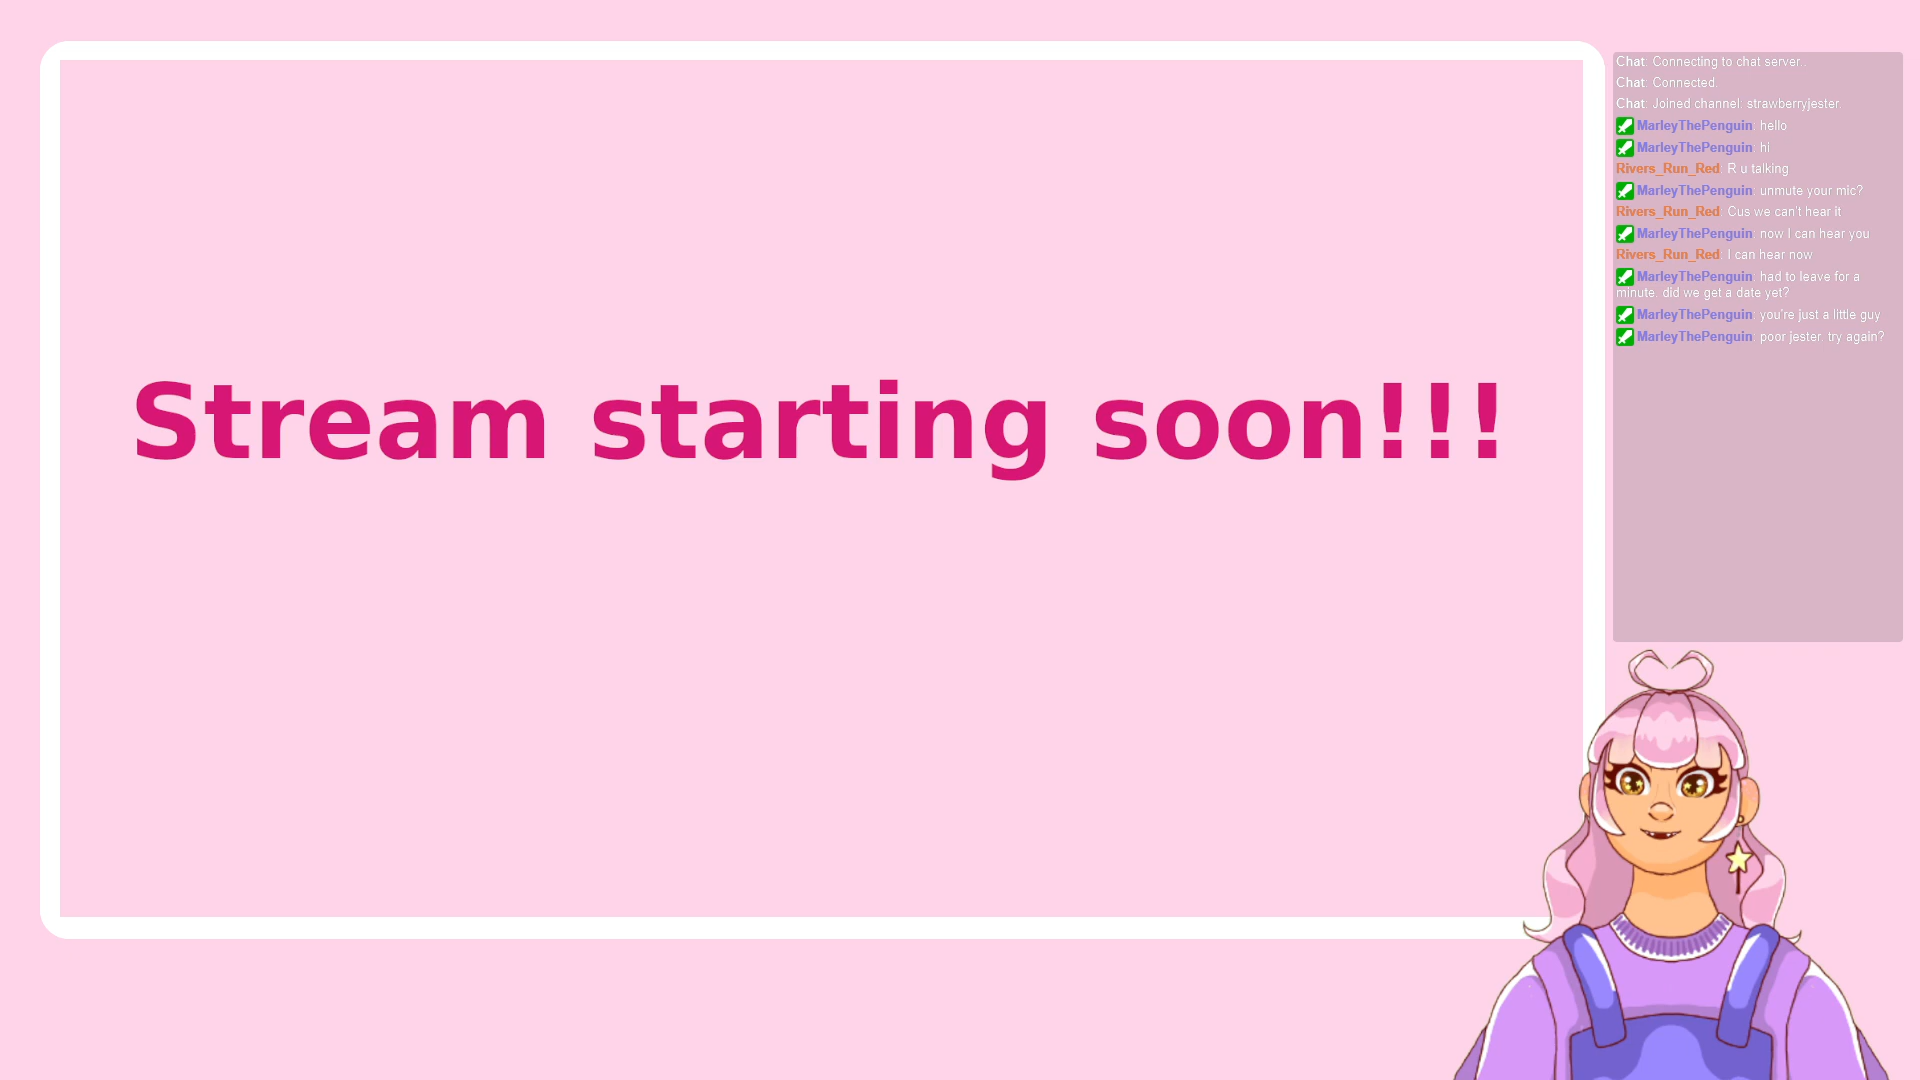 Stream starting soon!!!
Chat: Connecting to chat server..
Chat: Connected.
Chat: Joined channel: strawberryjester.
MarleyThePenguin: hello
MarleyThePenguin: hi
Rivers_Run_Red: R u talking
MarleyThePenguin: unmute your mic?
Rivers_Run_Red: Cus we can't hear it
MarleyThePenguin: now I can hear you
Rivers_Run_Red: I can hear now
MarleyThePenguin: had to leave for a
minute. did we get a date yet?
MarleyThePenguin: you're just a little guy
MarleyThePenguin: poor jester. try again?